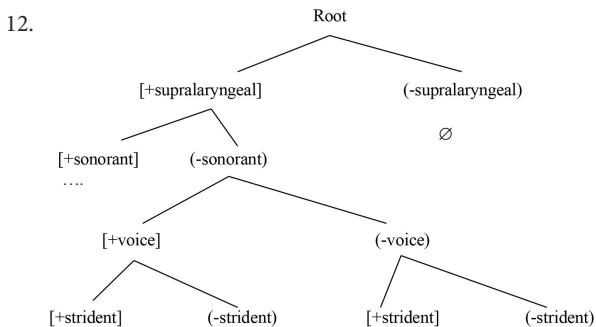 12.
Root
[+supralaryngeal] (-supralaryngeal)
∅
[+sonorant] (-sonorant)
....
[+voice] (-voice)
[+strident] (-strident) [+strident] (-strident)